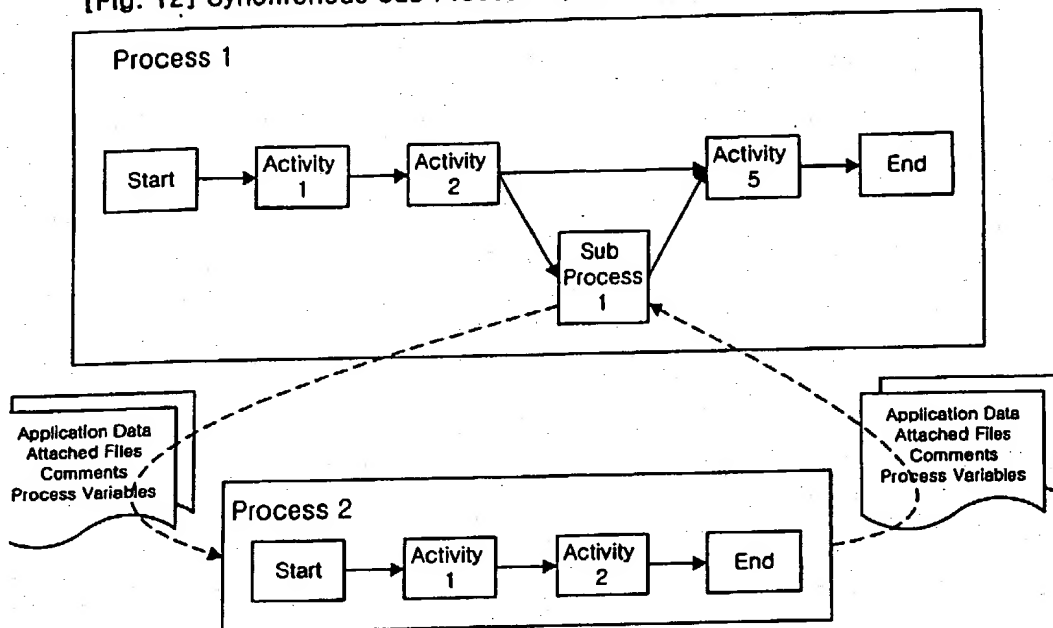 [Fig. 12] Synchronous Sub Process
Process 1
Start
Activity
1
Activity
2
Activity
5
End
Sub
Process
1
Application Data
Attached Files
Comments
Process Variables
Application Data
Attached Files
Comments
Process Variables
Process 2
Start
Activity
1
Activity
2
End